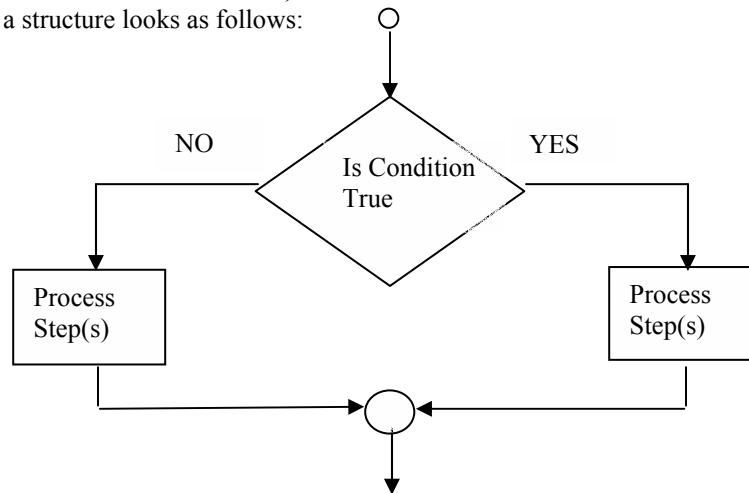 a structure looks as follows:
NO
YES
Is Condition
True
Process
Step(s)
Process
Step(s)